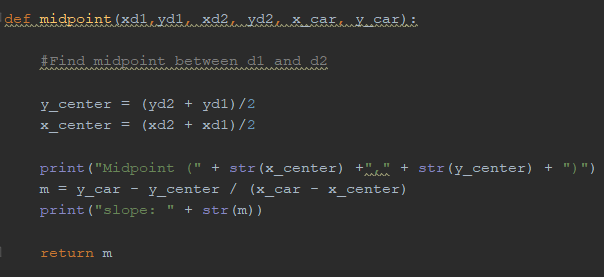 def midpoint(xd1,yd1, xd2, yd2, x_car, y_car):
#Find midpoint between d1 and d2
y_center = (yd2 + yd1)/2
x_center = (xd2 + xd1)/2
print("Midpoint (" + str(x_center) +"," + str(y_center) + ")")
m = y_car - y_center / (x_car - x_center)
print("slope: " + str(m))
return m